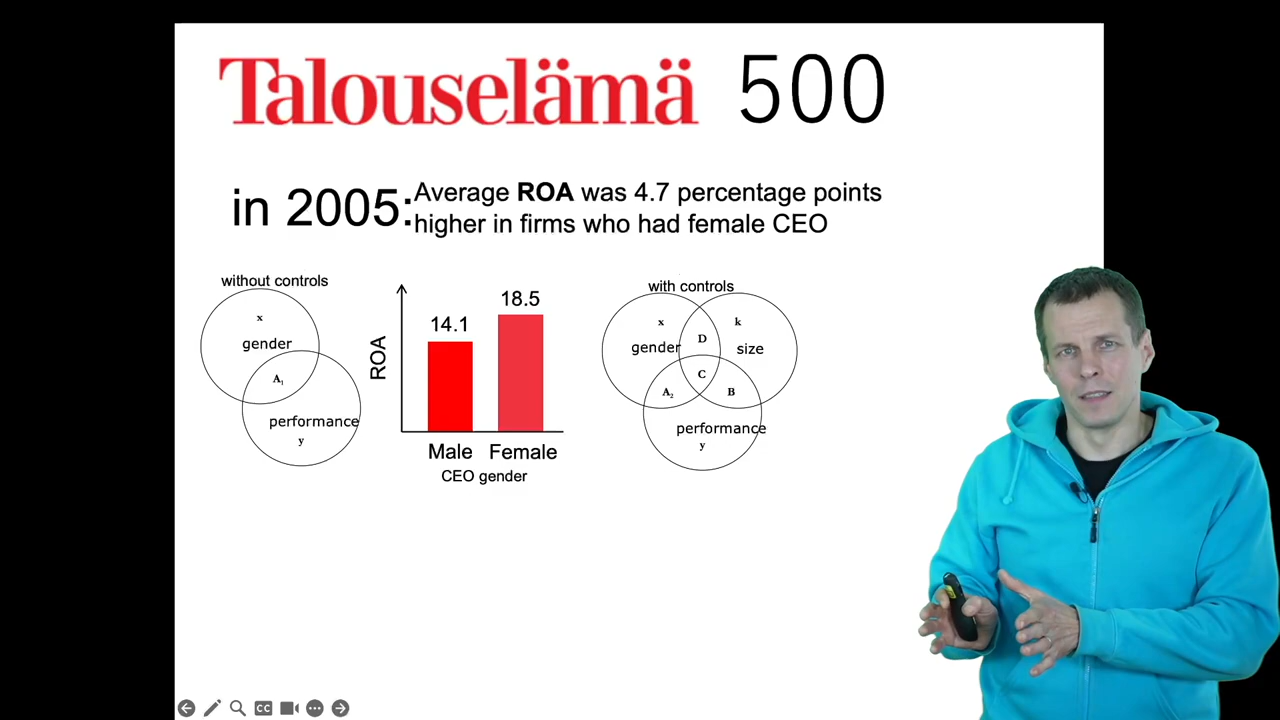 Talouselämä 500
in 2005:
Average ROA was 4.7 percentage points
higher in firms who had female CEO
without controls
x
gender
A₁
performance
y
ROA
14.1
18.5
Male Female
CEO gender
with controls
x
k
D
gender
size
C
A₂
B
performance
y
CC